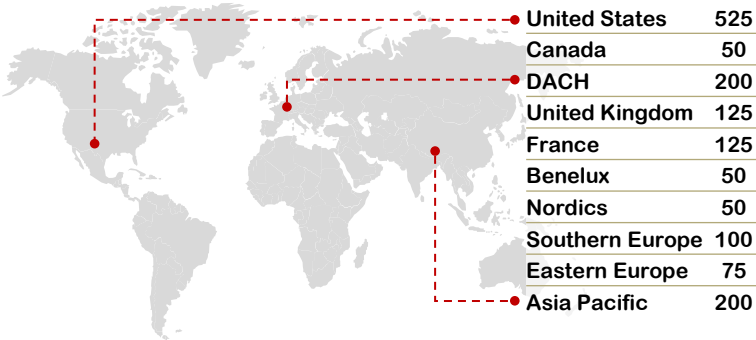 United States 525
Canada 50
DACH 200
United Kingdom 125
France 125
Benelux 50
Nordics 50
Southern Europe 100
Eastern Europe 75
Asia Pacific 200